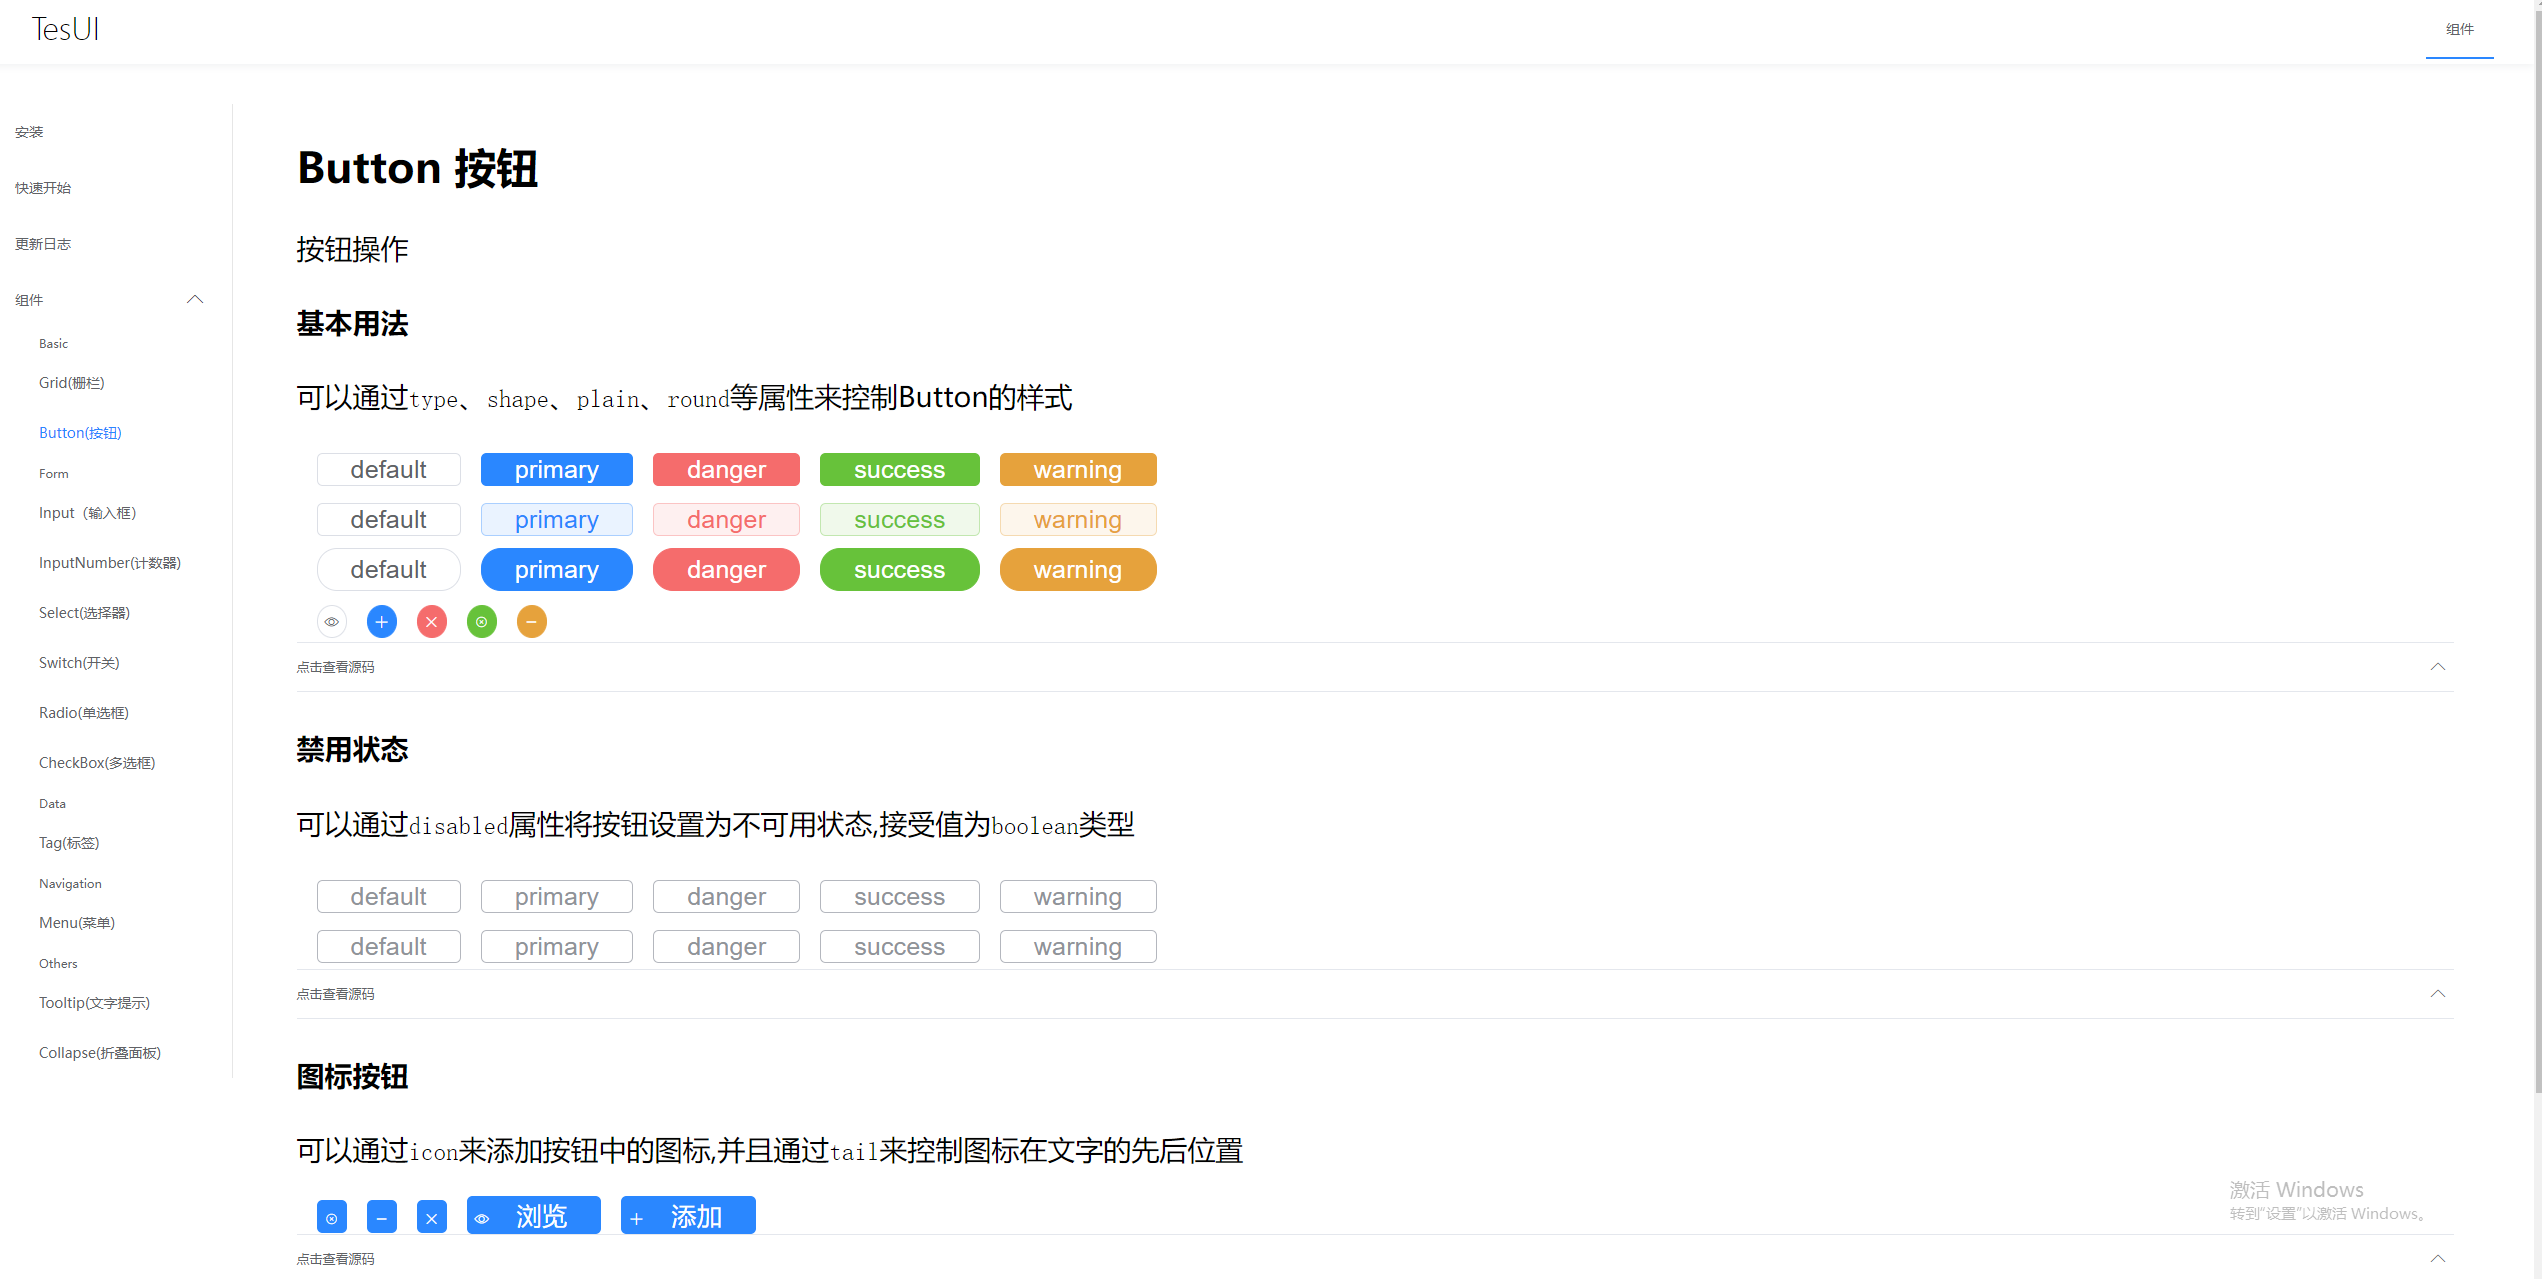 TesUI
组件
安装
快速开始
更新日志
组件
Basic
Grid(栅栏)
Button(按钮)
Form
Input（输入框）
InputNumber(计数器)
Select(选择器)
Switch(开关)
Radio(单选框)
CheckBox(多选框)
Data
Tag(标签)
Navigation
Menu(菜单)
Others
Tooltip(文字提示)
Collapse(折叠面板)
Button 按钮
按钮操作
基本用法
可以通过type、shape、plain、round等属性来控制Button的样式
default primary danger success warning
default primary danger success warning
default primary danger success warning
点击查看源码
禁用状态
可以通过disabled属性将按钮设置为不可用状态,接受值为boolean类型
default primary danger success warning
default primary danger success warning
点击查看源码
图标按钮
可以通过icon来添加按钮中的图标,并且通过tail来控制图标在文字的先后位置
浏览 添加
点击查看源码
激活 Windows
转到"设置"以激活 Windows。